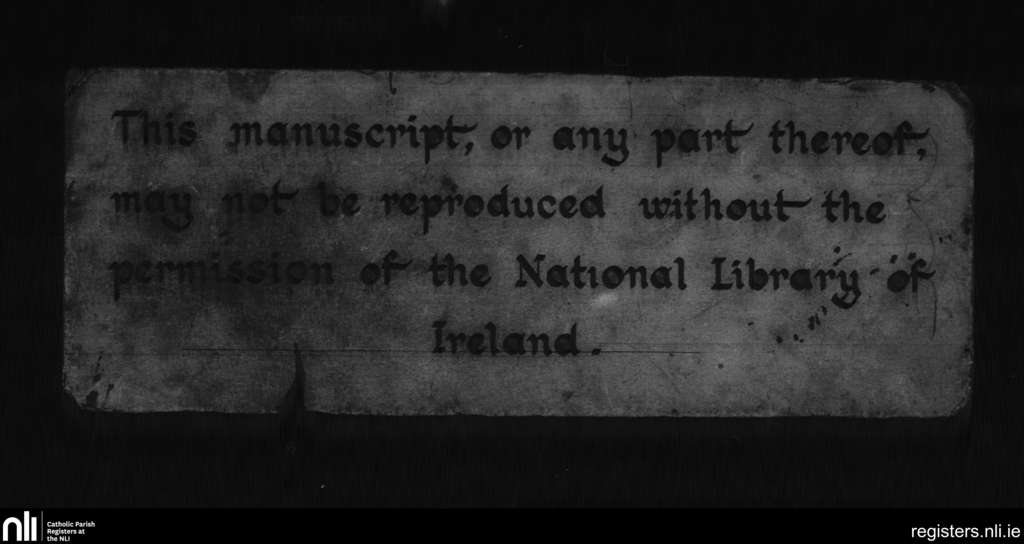 This manuscript, or any part thereof,
may not be reproduced without the
permission of the National Library of
Ireland.
nli
Catholic Parish
Registers at
the NLI
registers.nli.ie